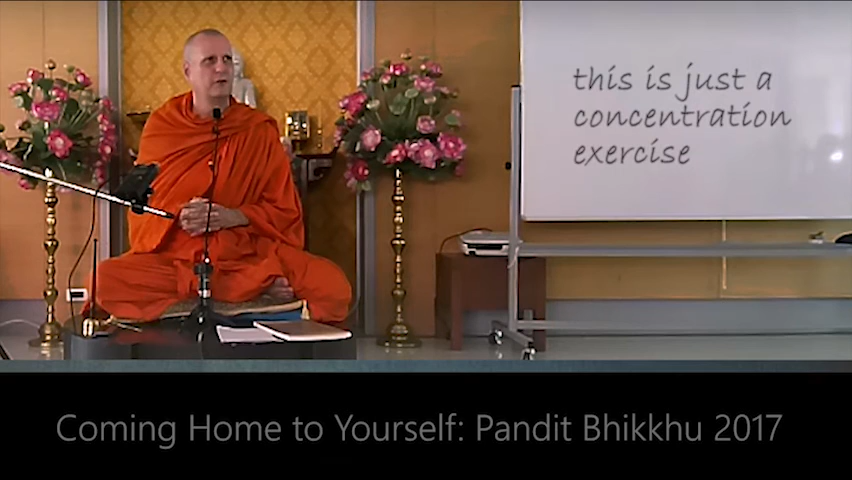 this is just a
concentration
exercise
Coming Home to Yourself: Pandit Bhikkhu 2017